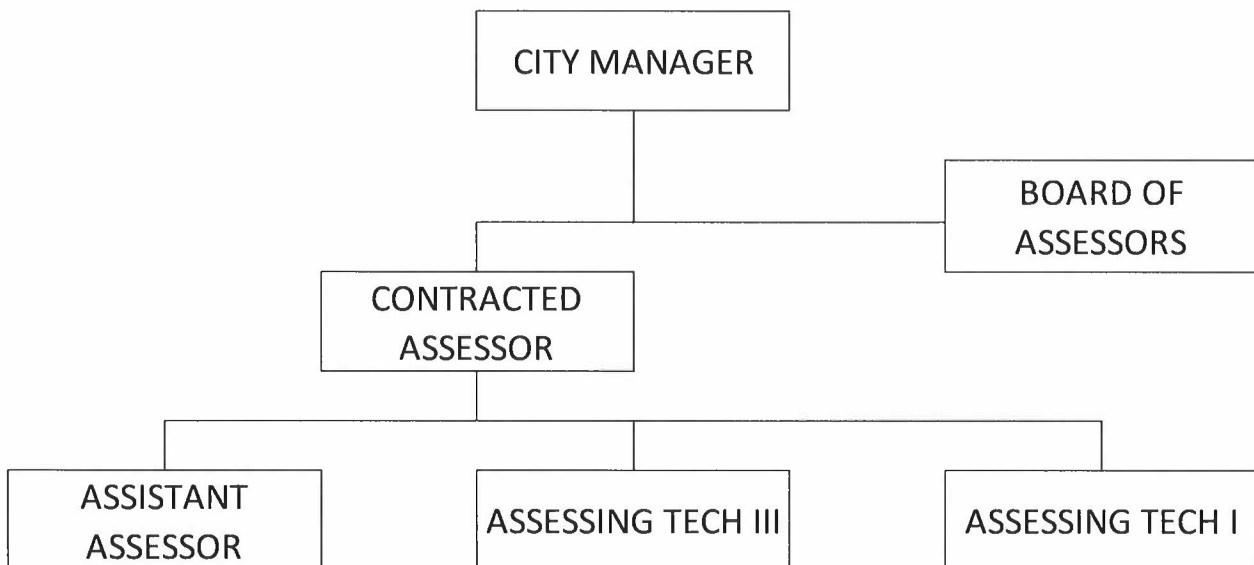 CITY MANAGER
BOARD OF
ASSESSORS
CONTRACTED
ASSESSOR
ASSISTANT
ASSESSOR
ASSESSING TECH III
ASSESSING TECH I